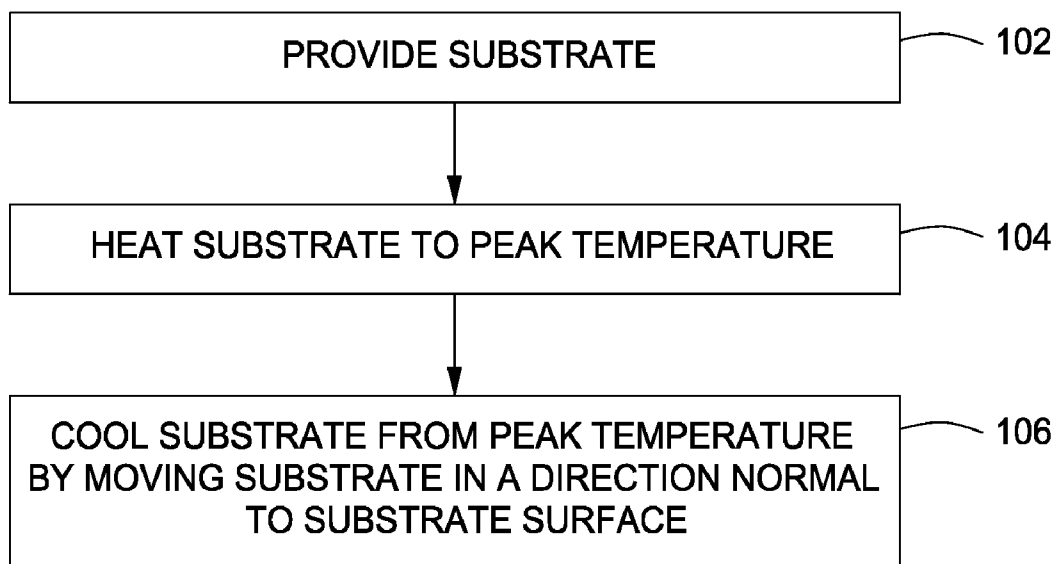 PROVIDE SUBSTRATE
102
HEAT SUBSTRATE TO PEAK TEMPERATURE
104
COOL SUBSTRATE FROM PEAK TEMPERATURE
BY MOVING SUBSTRATE IN A DIRECTION NORMAL
TO SUBSTRATE SURFACE
106